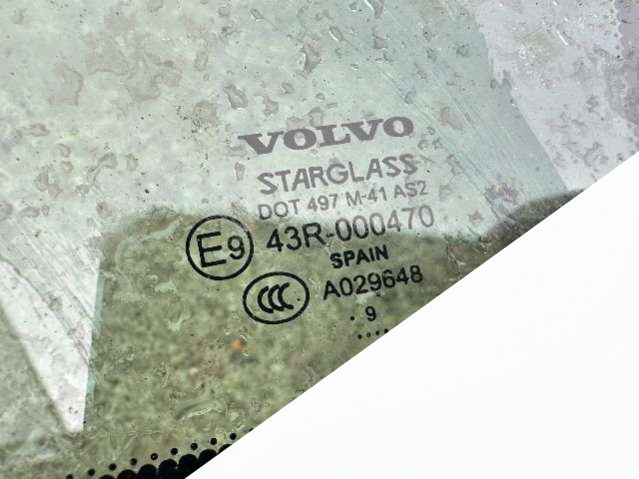 VOLVO
STARGLASS
DOT 497 M-41 AS2
E9 43R-000470
SPAIN
CCC A029648
. 9
....